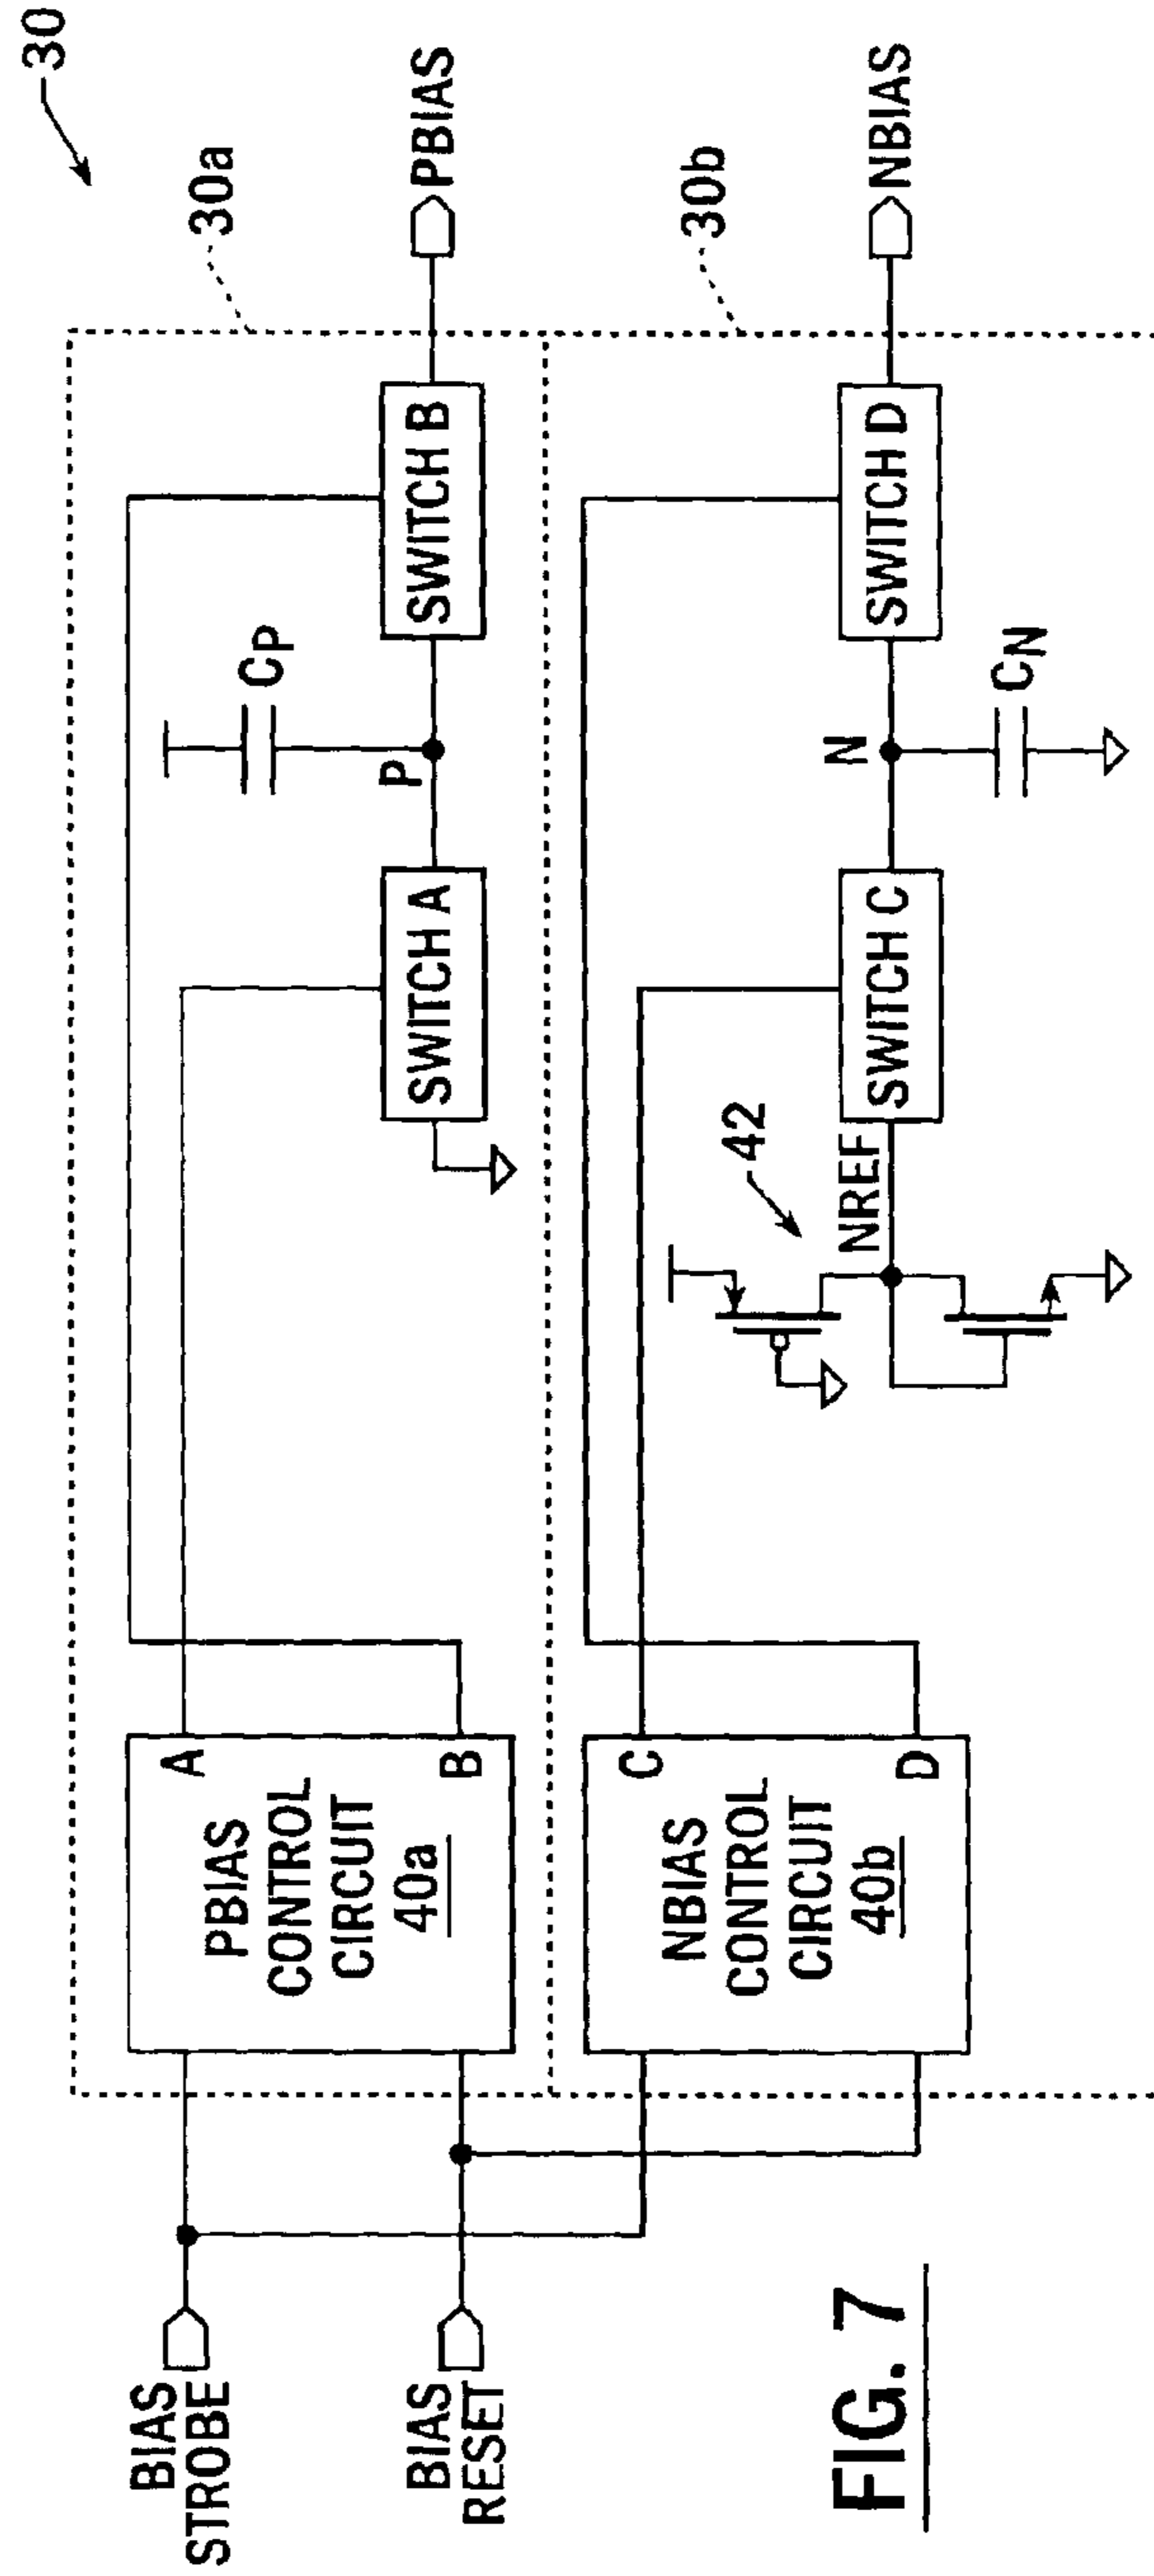 30
30a
BIAS
STROBE
BIAS
RESET
PBIAS
CONTROL
CIRCUIT
40a
A
B
SWITCH A
P
CP
SWITCH B
PBIAS
30b
NBIAS
CONTROL
CIRCUIT
40b
C
D
42
NREF
SWITCH C
N
CN
SWITCH D
NBIAS
FIG. 7